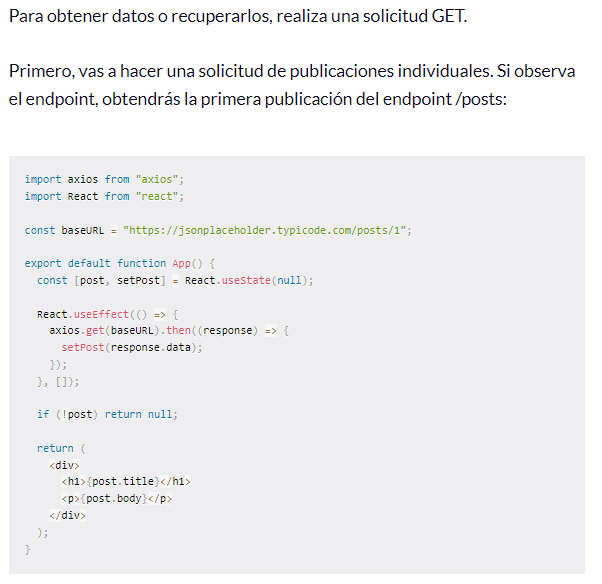 Para obtener datos o recuperarlos, realiza una solicitud GET.
Primero, vas a hacer una solicitud de publicaciones individuales. Si observa
el endpoint, obtendrás la primera publicación del endpoint /posts:
import axios from "axios";
import React from "react";
const baseURL = "https://jsonplaceholder.typicode.com/posts/1";
export default function App() {
  const [post, setPost] = React.useState(null);
  React.useEffect(() => {
    axios.get(baseURL).then((response) => {
      setPost(response.data);
    });
  }, []);
  if (!post) return null;
  return (
    <div>
      <h1>{post.title}</h1>
      <p>{post.body}</p>
    </div>
  );
}